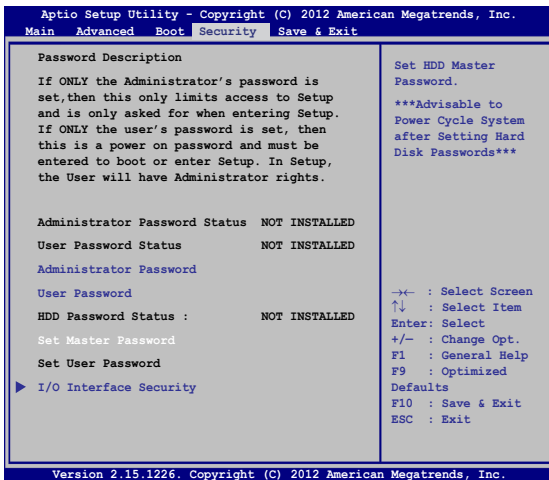 Aptio Setup Utility - Copyright (C) 2012 American Megatrends, Inc.
Main Advanced Boot Security Save & Exit
Password Description
If ONLY the Administrator's password is
set,then this only limits access to Setup
and is only asked for when entering Setup.
If ONLY the user's password is set, then
this is a power on password and must be
entered to boot or enter Setup. In Setup,
the User will have Administrator rights.
Administrator Password Status NOT INSTALLED
User Password Status NOT INSTALLED
Administrator Password
User Password
HDD Password Status : NOT INSTALLED
Set Master Password
Set User Password
I/O Interface Security
Set HDD Master
Password.
***Advisable to
Power Cycle System
after Setting Hard
Disk Passwords***
→← : Select Screen
↑↓ : Select Item
Enter: Select
+/— : Change Opt.
F1 : General Help
F9 : Optimized
Defaults
F10 : Save & Exit
ESC : Exit
Version 2.15.1226. Copyright (C) 2012 American Megatrends, Inc.